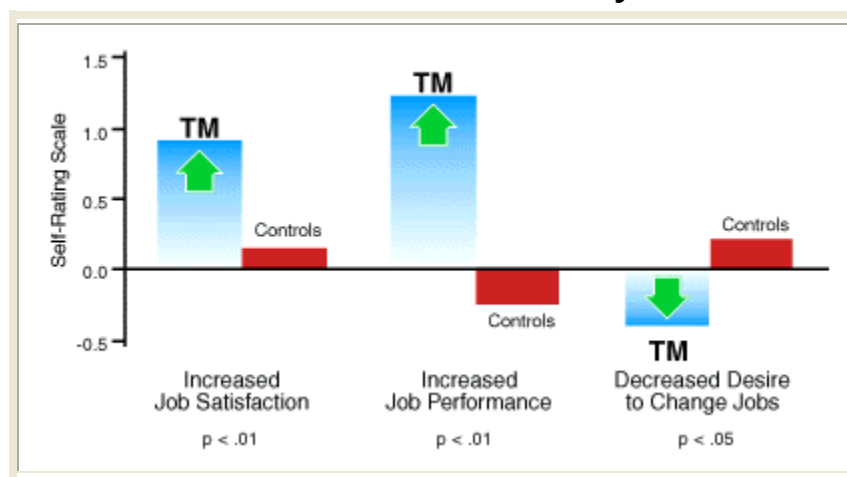 1.5
TM
TM
1.0
Self-Rating Scale
0.5
Controls
Controls
0.0
-0.5
Controls
TM
Increased
Job Satisfaction
Increased
Job Performance
Decreased Desire
to Change Jobs
p < .01
p < .01
p < .05